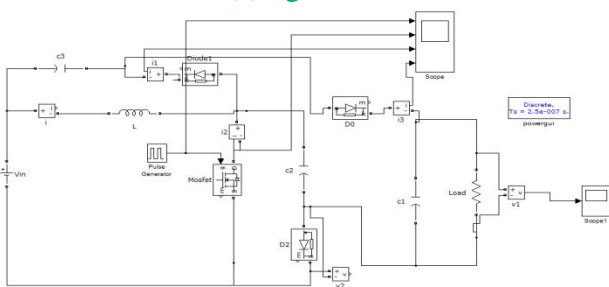 Scope
c3
i1
m
Diode1
i
L
i2
m
D0
i3
Discrete,
Ts = 2.5e-007 s.
powergui
Pulse
Generator
Mosfet
c2
c1
Load
v
v1
Scope1
Vin
D2
v
v2